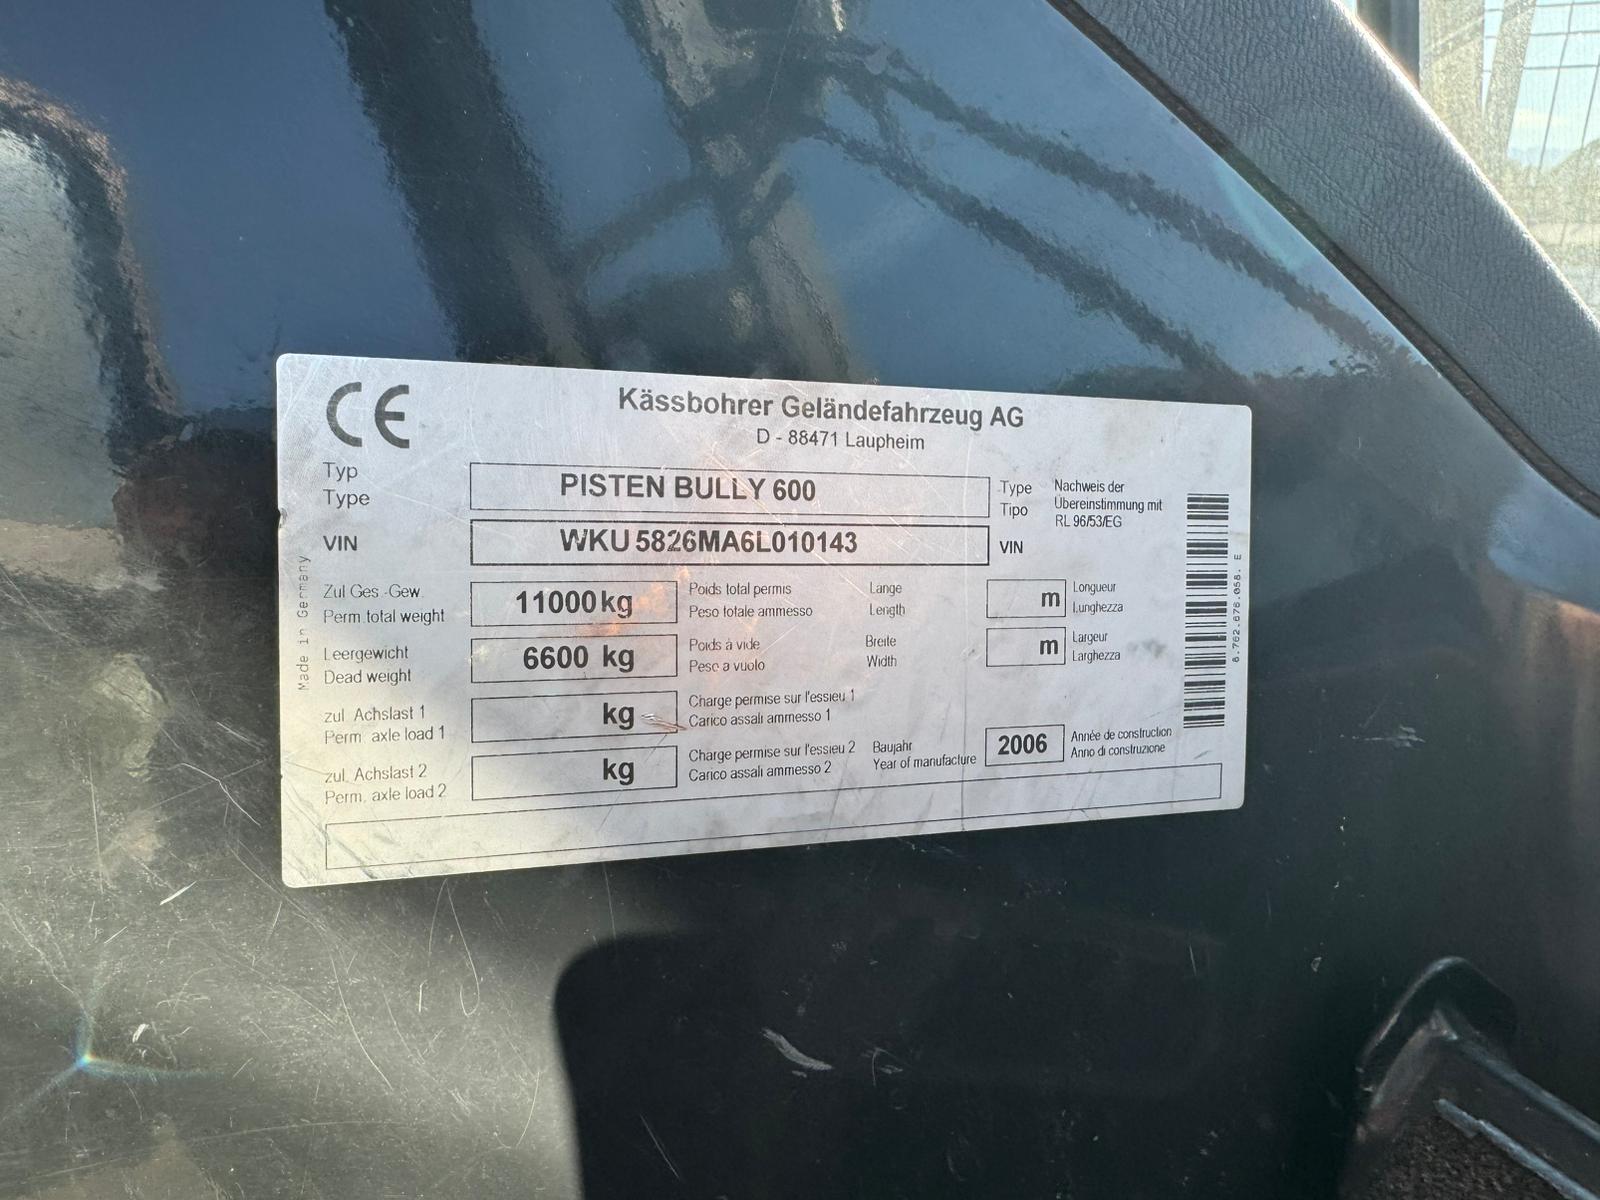 CE
Kässbohrer Geländefahrzeug AG
D - 88471 Laupheim
Typ
Type
PISTEN BULLY 600
Type
Tipo
Nachweis der
Übereinstimmung mit
RL 96/53/EG
VIN
WKU 5826MA6L010143
VIN
Zul Ges.-Gew.
Perm.total weight
11000 kg
Poids total permis
Peso totale ammesso
Länge
Length
m
Longueur
Lunghezza
Leergewicht
Dead weight
6600 kg
Poids à vide
Peso a vuolo
Breite
Width
m
Largeur
Larghezza
zul. Achslast 1
Perm. axle load 1
kg
Charge permise sur l'essieu 1
Carico assali ammesso 1
zul. Achslast 2
Perm. axle load 2
kg
Charge permise sur l'essieu 2
Carico assali ammesso 2
Baujahr
Year of manufacture
2006
Année de construction
Anno di construzione
Made in Germany
8.762.676.058. E